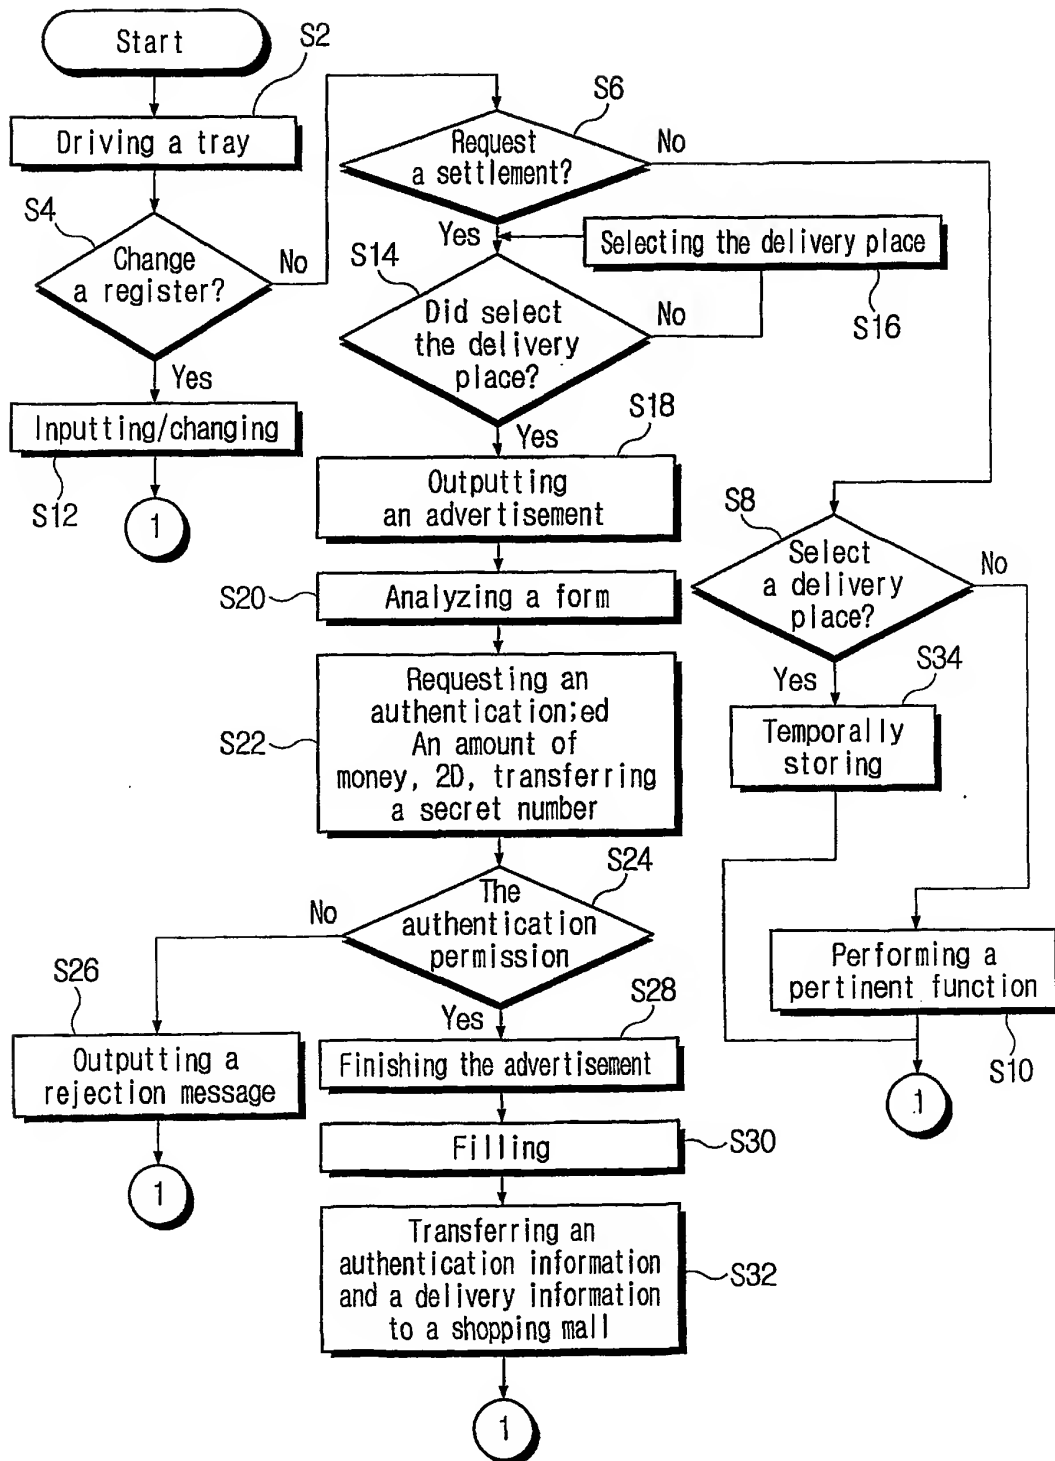 Start
S2
Driving a tray
S4
Change
a register?
No
Yes
Inputting/changing
S12
1
S6
Request
a settlement?
No
Yes
Selecting the delivery place
S16
S14
Did select
the delivery
place?
No
Yes
S18
Outputting
an advertisement
S20
Analyzing a form
S22
Requesting an
authentication;ed
An amount of
money, 2D, transferring
a secret number
S24
The
authentication
permission
No
Yes
S26
Outputting a
rejection message
1
S28
Finishing the advertisement
Filling
S30
Transferring an
authentication information
and a delivery information
to a shopping mall
S32
1
S8
Select
a delivery
place?
No
Yes
S34
Temporally
storing
Performing a
pertinent function
S10
1